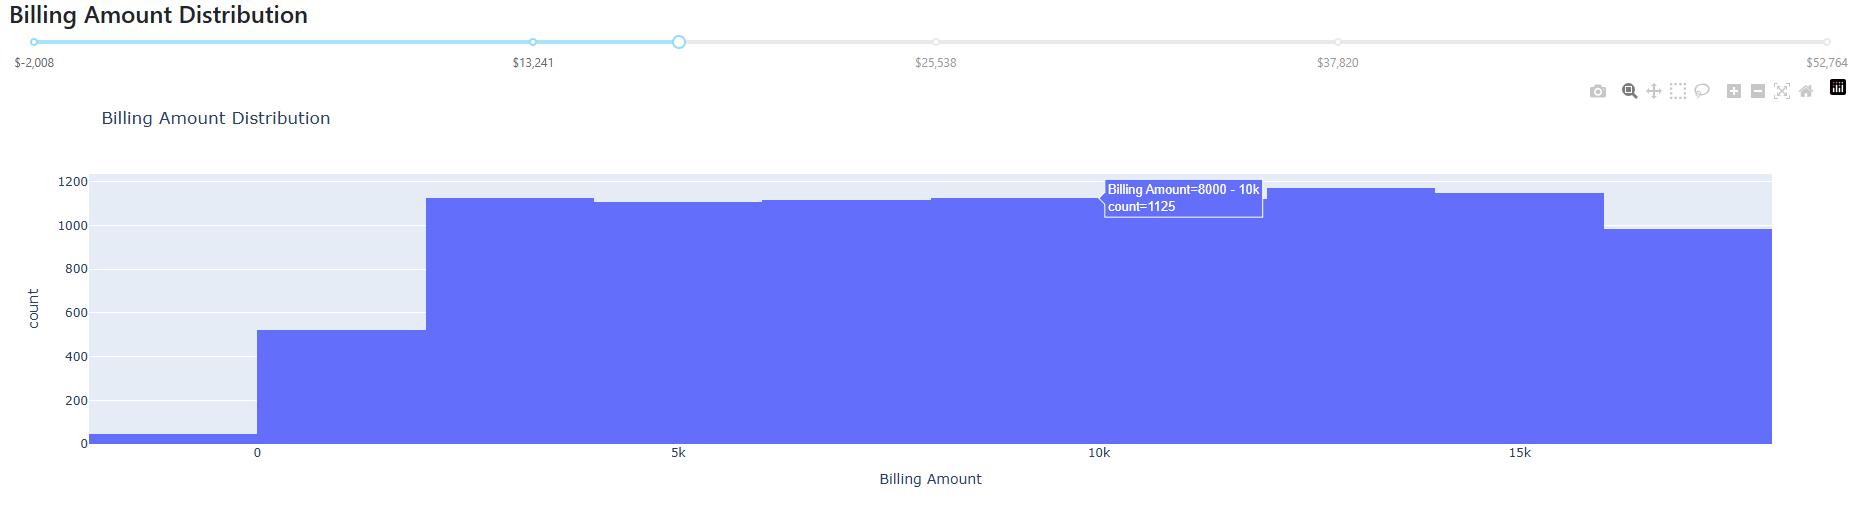 Billing Amount Distribution
$-2,008 $13,241 $25,538 $37,820 $52,764
Billing Amount Distribution
1200
1000
800
600
400
200
0
count
Billing Amount=8000 - 10k
count=1125
0 5k 10k 15k
Billing Amount